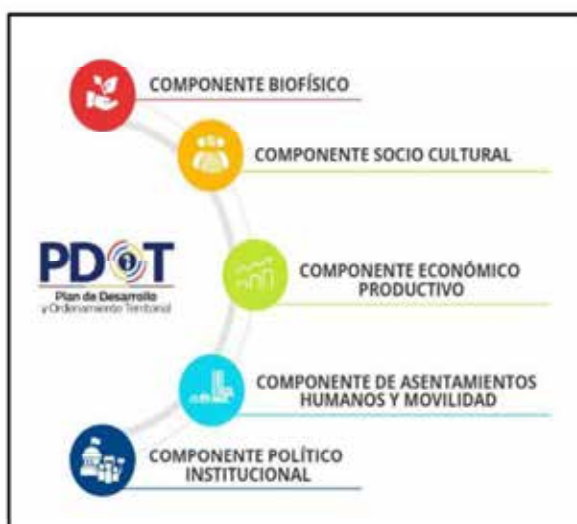 COMPONENTE BIOFÍSICO
COMPONENTE SOCIO CULTURAL
PDOT
Plan de Desarrollo
y Ordenamiento Territorial
COMPONENTE ECONÓMICO
PRODUCTIVO
COMPONENTE DE ASENTAMIENTOS
HUMANOS Y MOVILIDAD
COMPONENTE POLÍTICO
INSTITUCIONAL